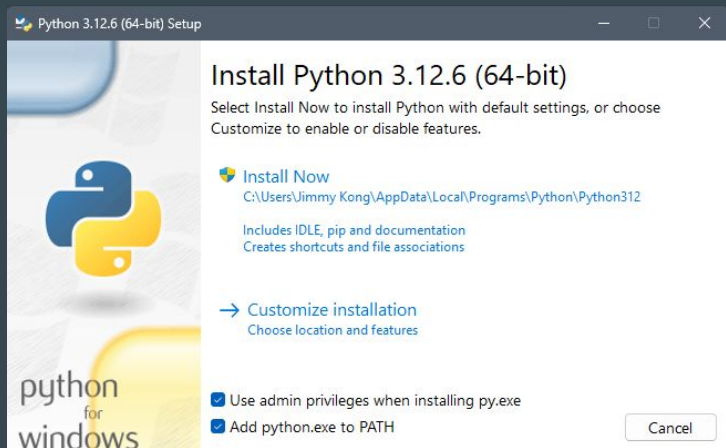 Python 3.12.6 (64-bit) Setup
Install Python 3.12.6 (64-bit)
Select Install Now to install Python with default settings, or choose
Customize to enable or disable features.
Install Now
C:\Users\Jimmy Kong\AppData\Local\Programs\Python\Python312
Includes IDLE, pip and documentation
Creates shortcuts and file associations
Customize installation
Choose location and features
python
for
windows
Use admin privileges when installing py.exe
Add python.exe to PATH
Cancel